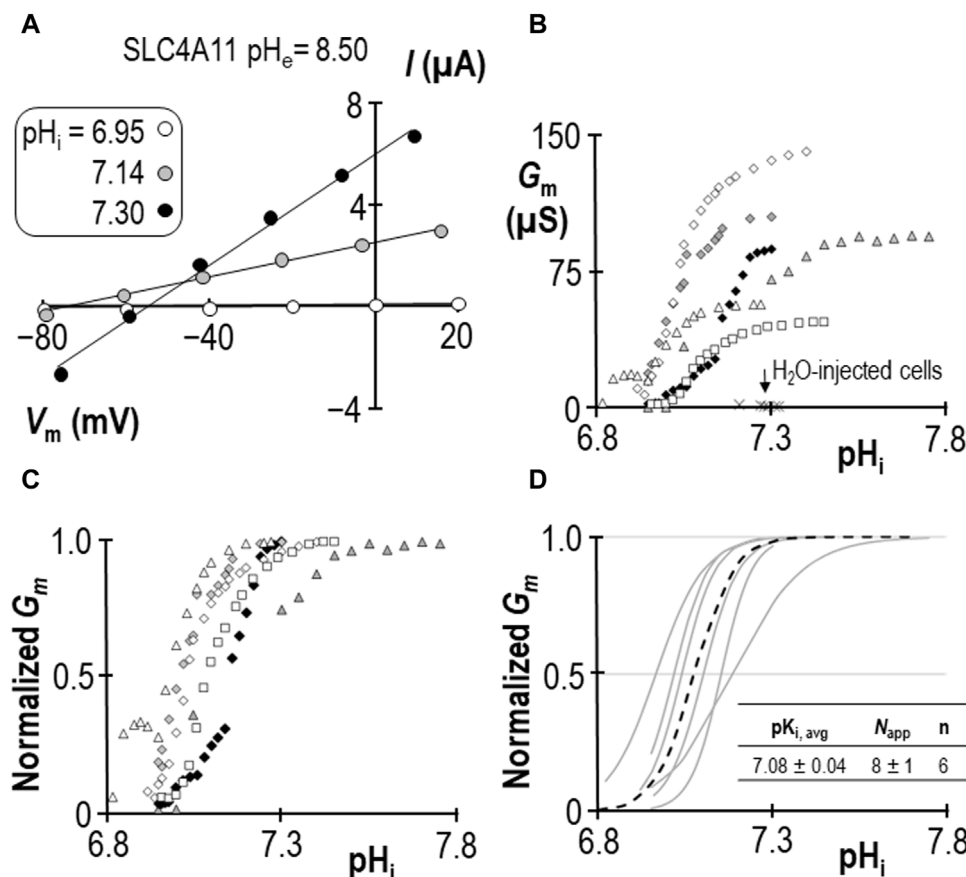 A
SLC4A11 pHe= 8.50
I (µA)
pHi = 6.95
7.14
7.30
8
4
−80
−40
20
−4
Vm (mV)
B
150
Gm
(µS)
75
0
H2O-injected cells
6.8
7.3
7.8
pHi
C
Normalized Gm
1.0
0.5
0
6.8
7.3
7.8
pHi
D
Normalized Gm
1.0
0.5
0
pKi, avg Napp n
7.08 ± 0.04 8 ± 1 6
6.8
7.3
7.8
pHi